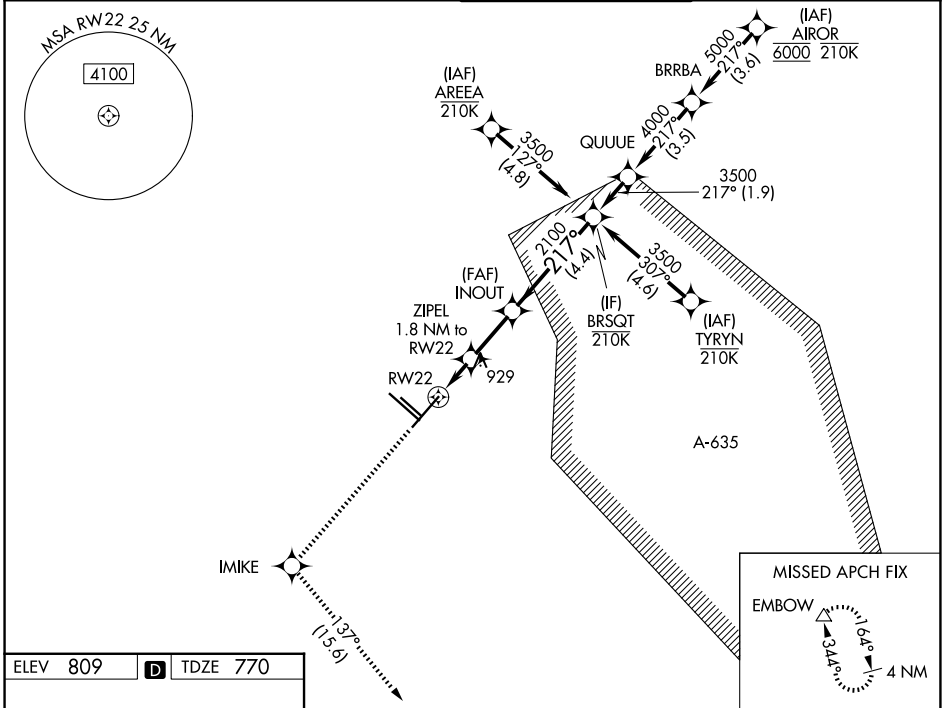 MSA RW22 25 NM
4100
(IAF)
AIROR
6000 210K
5000
217°
(3.6)
BRRBA
(IAF)
AREEA
210K
4000
217°
(3.5)
QUUUE
3500
127°
(4.8)
3500
217° (1.9)
2100
217°
(4.4)
3500
307°
(4.6)
(FAF)
INOUT
(IF)
BRSQT
210K
(IAF)
TYRYN
210K
ZIPEL
1.8 NM to
RW22
929
RW22
A-635
IMIKE
137°
(15.6)
MISSED APCH FIX
EMBOW
164°
344°
4 NM
ELEV 809 D TDZE 770